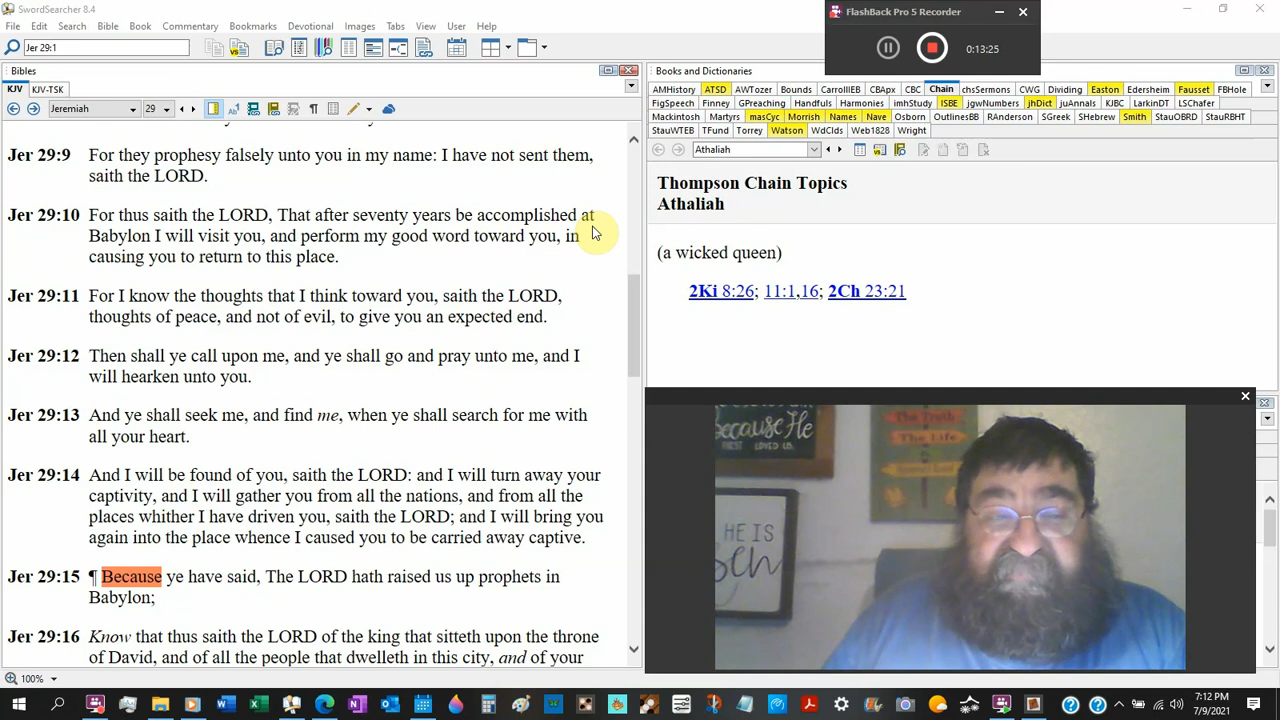 SwordSearcher 8.4
File Edit Search Bible Book Commentary Bookmarks Devotional Images Tabs View User Help
Jer 29:1
FlashBack Pro 5 Recorder
0:13:25
Bibles
KJV KJV-TSK
Jeremiah 29
Jer 29:9 For they prophesy falsely unto you in my name: I have not sent them,
saith the LORD.
Jer 29:10 For thus saith the LORD, That after seventy years be accomplished at
Babylon I will visit you, and perform my good word toward you, in
causing you to return to this place.
Jer 29:11 For I know the thoughts that I think toward you, saith the LORD,
thoughts of peace, and not of evil, to give you an expected end.
Jer 29:12 Then shall ye call upon me, and ye shall go and pray unto me, and I
will hearken unto you.
Jer 29:13 And ye shall seek me, and find me, when ye shall search for me with
all your heart.
Jer 29:14 And I will be found of you, saith the LORD: and I will turn away your
captivity, and I will gather you from all the nations, and from all the
places whither I have driven you, saith the LORD; and I will bring you
again into the place whence I caused you to be carried away captive.
Jer 29:15 ¶ Because ye have said, The LORD hath raised us up prophets in
Babylon;
Jer 29:16 Know that thus saith the LORD of the king that sitteth upon the throne
of David, and of all the people that dwelleth in this city, and of your
100%
Books and Dictionaries
AMHistory ATSD AWTozer Bounds CarrollIEB CBApx CBC Chain chsSermons CWG Dividing Easton Edersheim Fausset FBHole
FigSpeech Finney GPreaching Handfuls Harmonies imhStudy ISBE jgwNumbers jhDict juAnnals KJBC LarkinDT LSChafer
Mackintosh Martyrs masCyc Morrish Names Nave Osborn OutlinesBB RAnderson SGreek SHebrew StauOBRD StauRBHT
StauWTEB TFund Torrey Watson WdClds Web1828 Wright
Athaliah
Thompson Chain Topics
Athaliah
(a wicked queen)
2Ki 8:26; 11:1,16; 2Ch 23:21
because He
FIRST LOVED US
The Truth
The Life
HE IS
7:12 PM
7/9/2021